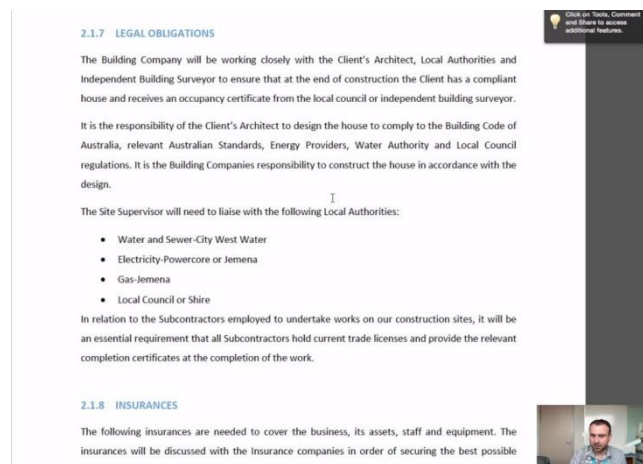 2.1.7 LEGAL OBLIGATIONS
The Building Company will be working closely with the Client's Architect, Local Authorities and
Independent Building Surveyor to ensure that at the end of construction the Client has a compliant
house and receives an occupancy certificate from the local council or independent building surveyor.
It is the responsibility of the Client's Architect to design the house to comply to the Building Code of
Australia, relevant Australian Standards, Energy Providers, Water Authority and Local Council
regulations. It is the Building Companies responsibility to construct the house in accordance with the
design.
The Site Supervisor will need to liaise with the following Local Authorities:
• Water and Sewer-City West Water
• Electricity-Powercore or Jemena
• Gas-Jemena
• Local Council or Shire
In relation to the Subcontractors employed to undertake works on our construction sites, it will be
an essential requirement that all Subcontractors hold current trade licenses and provide the relevant
completion certificates at the completion of the work.
2.1.8 INSURANCES
The following insurances are needed to cover the business, its assets, staff and equipment. The
insurances will be discussed with the Insurance companies in order of securing the best possible
Click on Tools, Comment
and Share to access
additional features.